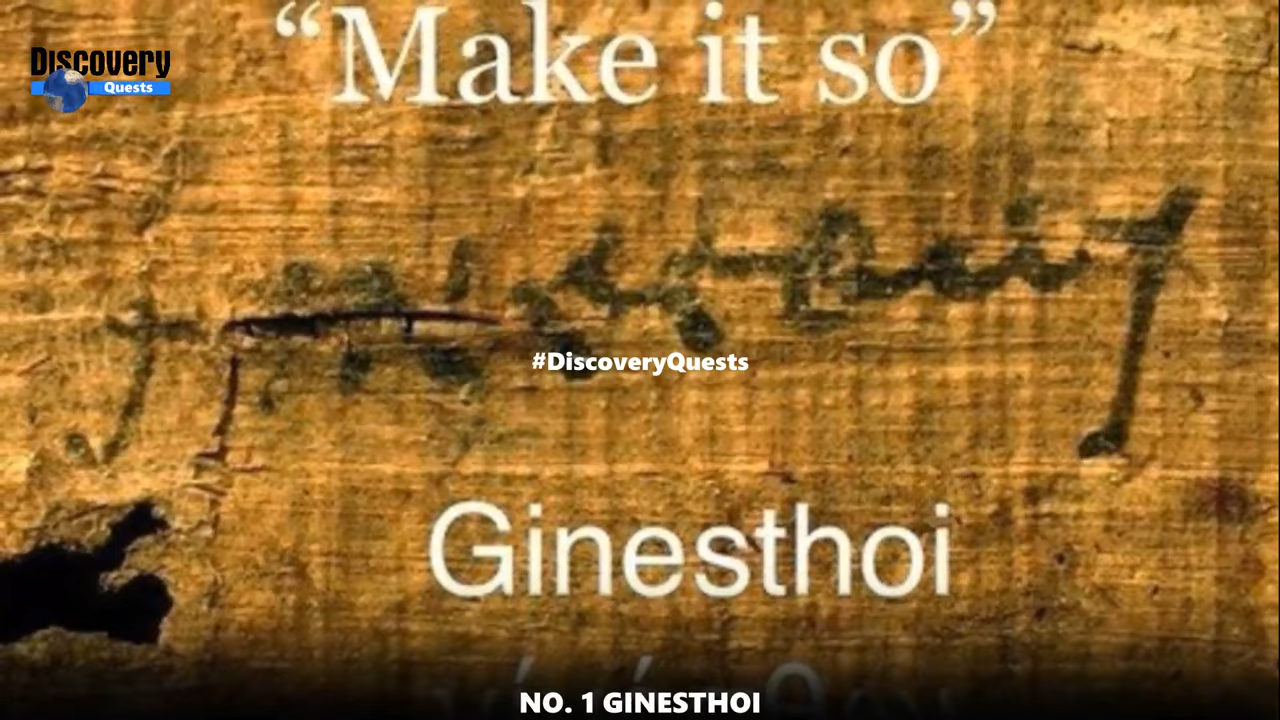 “Make it so”
Discovery
Quests
#DiscoveryQuests
Ginesthoi
NO. 1 GINESTHOI